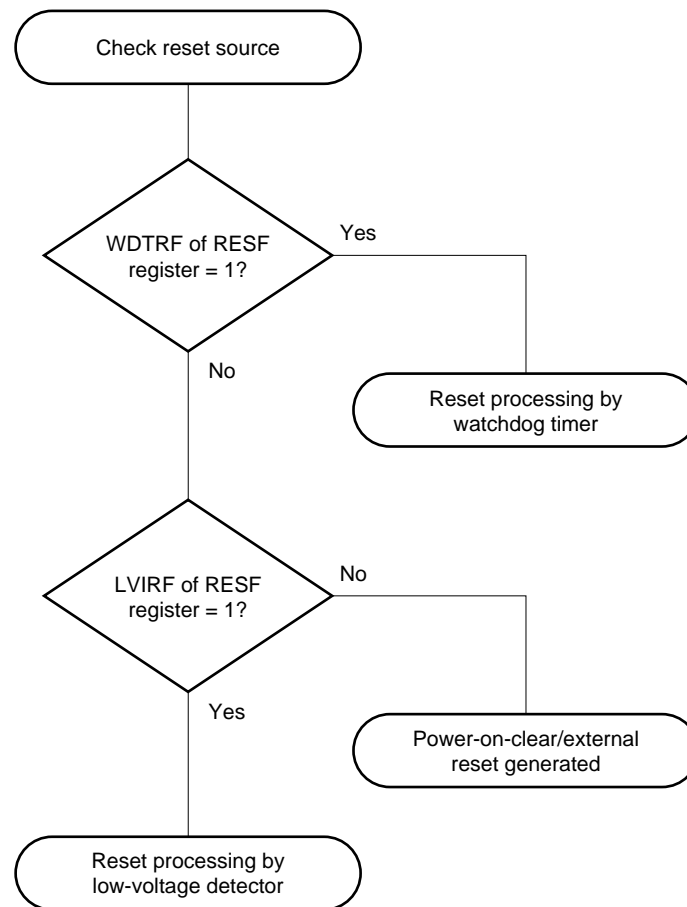 Check reset source
WDTRF of RESF
register = 1?
Yes
No
Reset processing by
watchdog timer
LVIRF of RESF
register = 1?
No
Yes
Power-on-clear/external
reset generated
Reset processing by
low-voltage detector